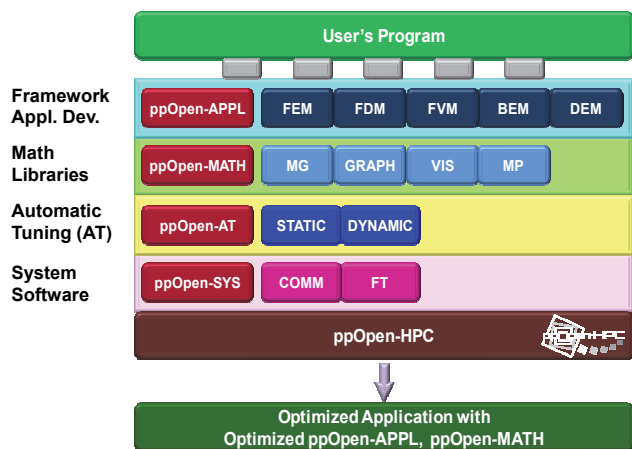 User's Program
Framework Appl. Dev.
ppOpen-APPL FEM FDM FVM BEM DEM
Math Libraries
ppOpen-MATH MG GRAPH VIS MP
Automatic Tuning (AT)
ppOpen-AT STATIC DYNAMIC
System Software
ppOpen-SYS COMM FT
ppOpen-HPC
ppOpenHPC
Optimized Application with
Optimized ppOpen-APPL, ppOpen-MATH